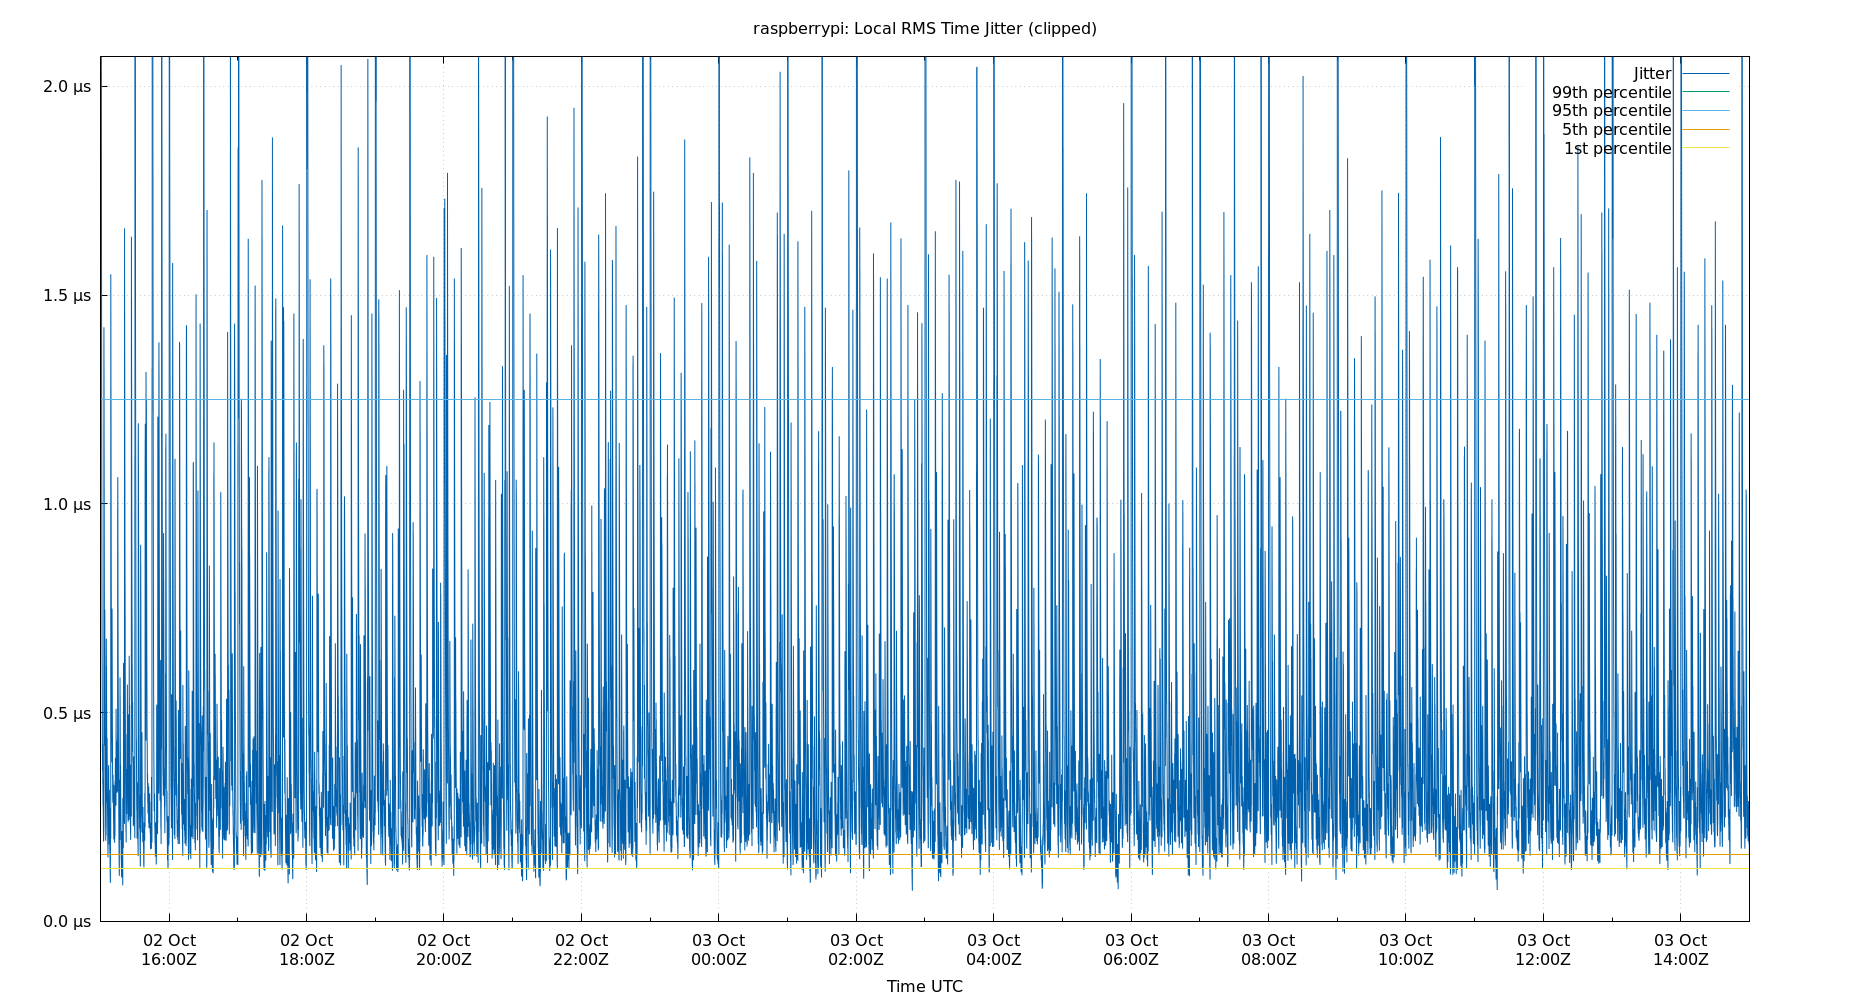 raspberrypi: Local RMS Time Jitter (clipped)
2.0 µs
1.5 µs
1.0 µs
0.5 µs
0.0 µs
Jitter
99th percentile
95th percentile
5th percentile
1st percentile
02 Oct 02 Oct 02 Oct 02 Oct 03 Oct 03 Oct 03 Oct 03 Oct 03 Oct 03 Oct 03 Oct 03 Oct
16:00Z 18:00Z 20:00Z 22:00Z 00:00Z 02:00Z 04:00Z 06:00Z 08:00Z 10:00Z 12:00Z 14:00Z
Time UTC